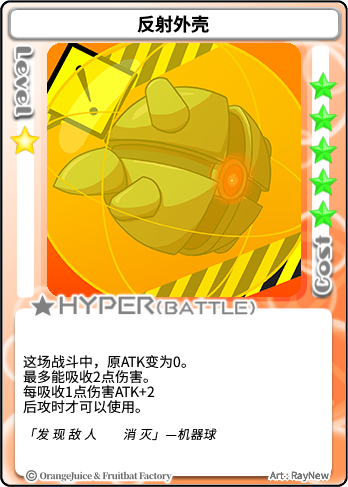 反射外壳
Level
Cost
HYPER(BATTLE)
这场战斗中，原ATK变为0。
最多能吸收2点伤害。
每吸收1点伤害ATK+2
后攻时才可以使用。
「发现敌人　　消灭」—机器球
© OrangeJuice & Fruitbat Factory
Art : RayNew